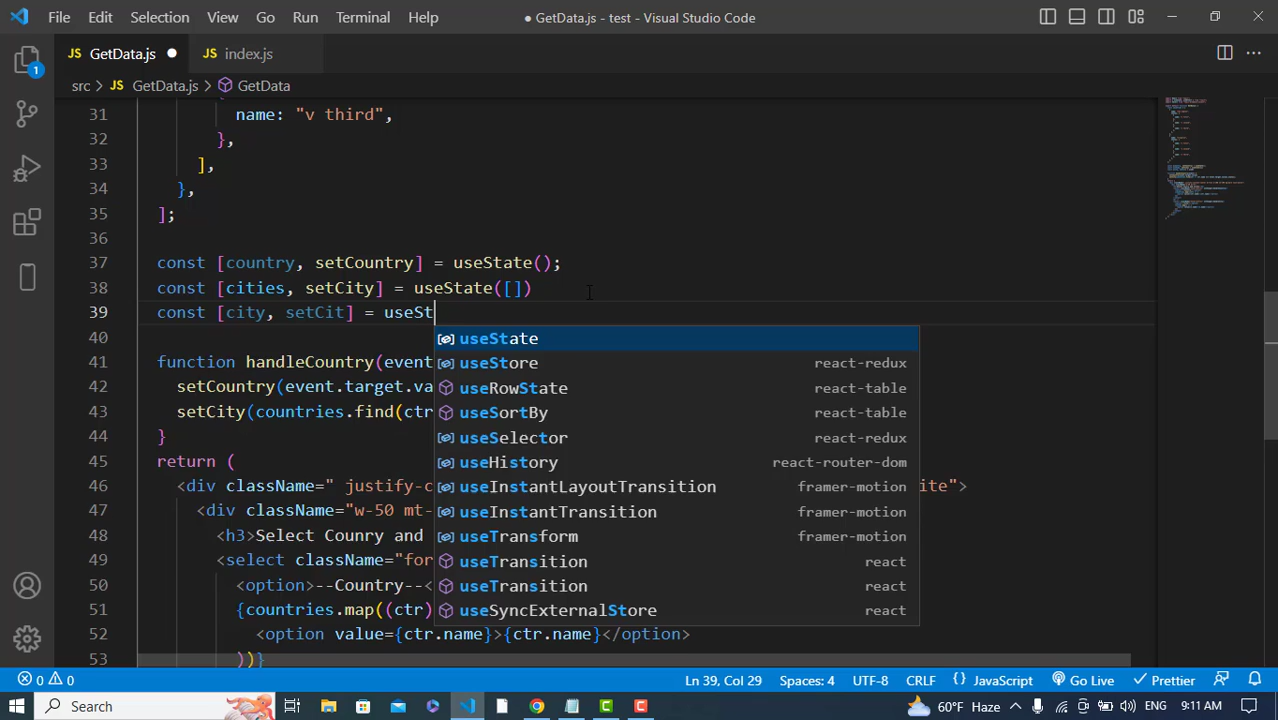 File Edit Selection View Go Run Terminal Help
● GetData.js - test - Visual Studio Code
JS GetData.js ● JS index.js
src > JS GetData.js > GetData
1
31 name: "v third",
32 },
33 ],
34 },
35 ];
36
37 const [country, setCountry] = useState();
38 const [cities, setCity] = useState([])
39 const [city, setCit] = useSt
40
41 function handleCountry(event
42 setCountry(event.target.va
43 setCity(countries.find(ctr
44 }
45 return (
46 <div className=" justify-c ite">
47 <div className="w-50 mt-
48 <h3>Select Counry and
49 <select className="for
50 <option>--Country--<
51 {countries.map((ctr)
52 <option value={ctr.name}>{ctr.name}</option>
53 ))}
useState
useStore react-redux
useRowState react-table
useSortBy react-table
useSelector react-redux
useHistory react-router-dom
useInstantLayoutTransition framer-motion
useInstantTransition framer-motion
useTransform framer-motion
useTransition react
useTransition react
useSyncExternalStore react
0 0 Ln 39, Col 29 Spaces: 4 UTF-8 CRLF {} JavaScript Go Live Prettier
Search 60°F Haze ENG 9:11 AM